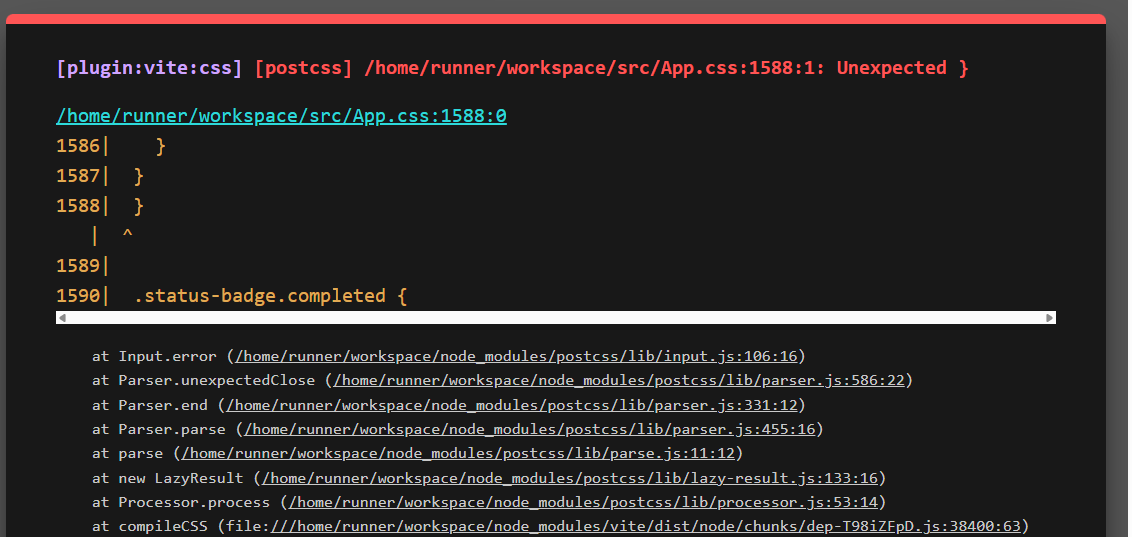 [plugin:vite:css] [postcss] /home/runner/workspace/src/App.css:1588:1: Unexpected }
/home/runner/workspace/src/App.css:1588:0
1586|    }
1587|  }
1588|  }
   |  ^
1589|
1590|  .status-badge.completed {
at Input.error (/home/runner/workspace/node_modules/postcss/lib/input.js:106:16)
at Parser.unexpectedClose (/home/runner/workspace/node_modules/postcss/lib/parser.js:586:22)
at Parser.end (/home/runner/workspace/node_modules/postcss/lib/parser.js:331:12)
at Parser.parse (/home/runner/workspace/node_modules/postcss/lib/parser.js:455:16)
at parse (/home/runner/workspace/node_modules/postcss/lib/parse.js:11:12)
at new LazyResult (/home/runner/workspace/node_modules/postcss/lib/lazy-result.js:133:16)
at Processor.process (/home/runner/workspace/node_modules/postcss/lib/processor.js:53:14)
at compileCSS (file:///home/runner/workspace/node_modules/vite/dist/node/chunks/dep-T98iZFpD.js:38400:63)